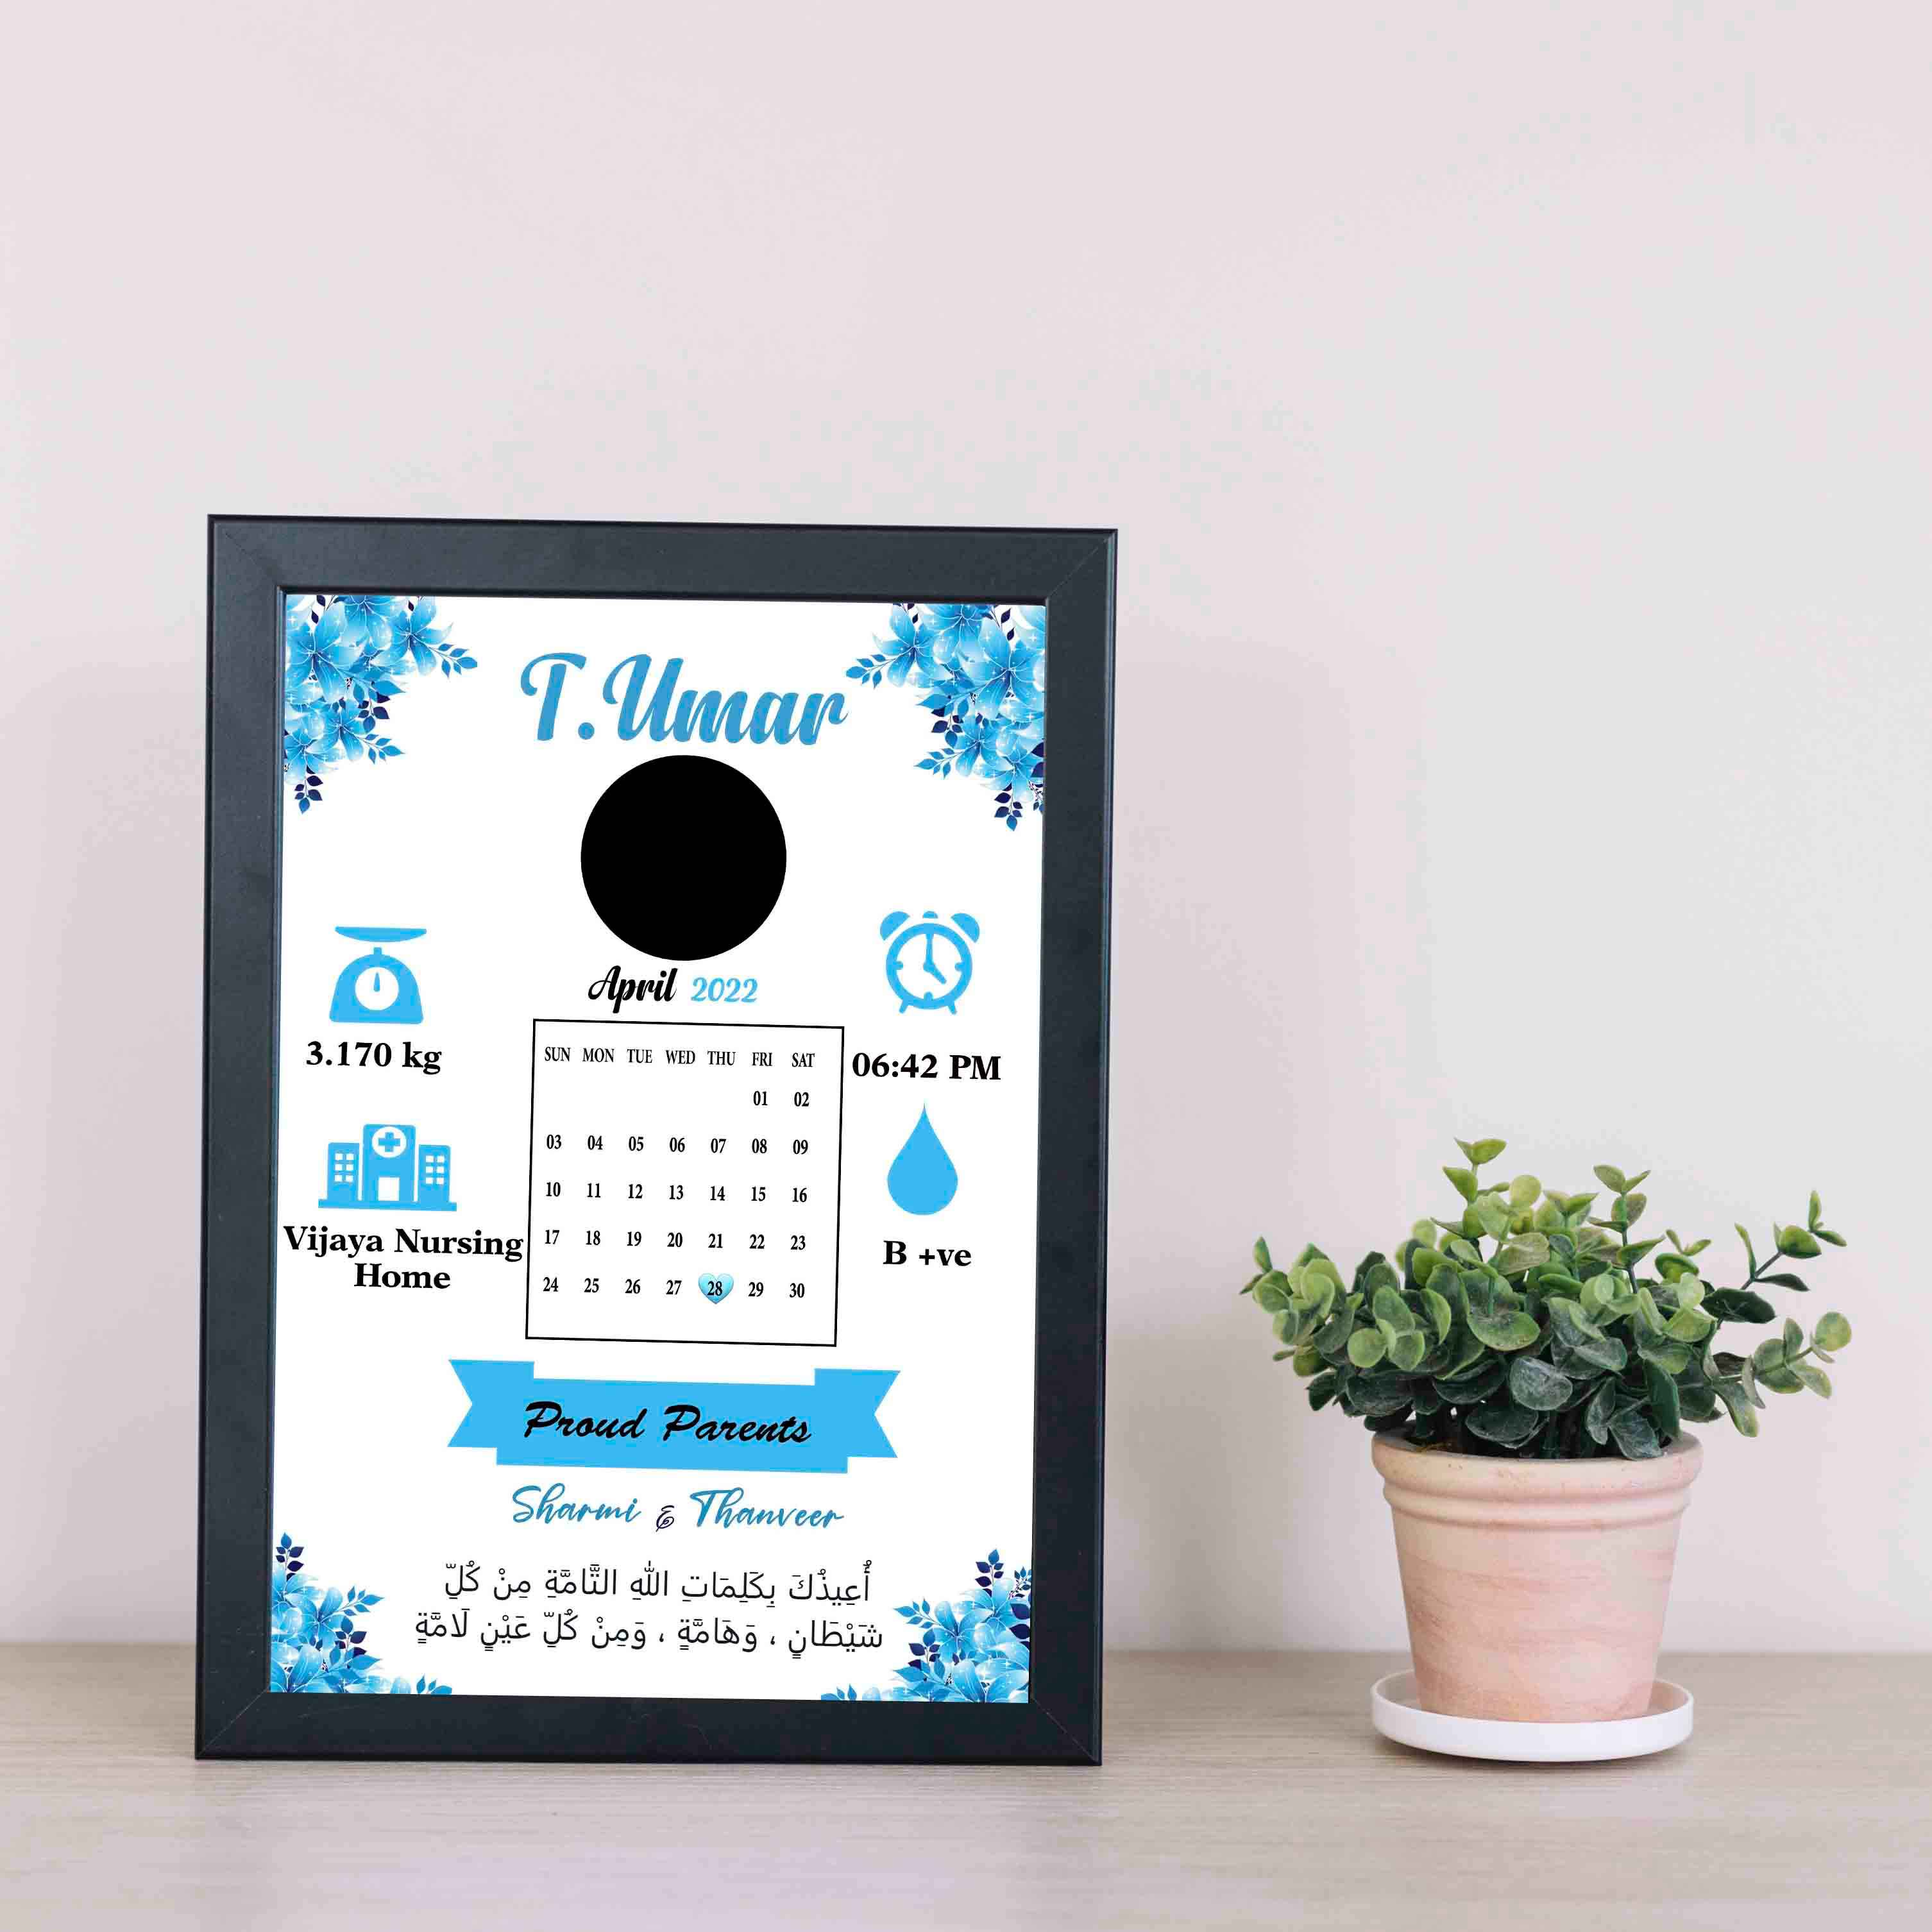 T.Umar
April 2022
3.170 kg
06:42 PM
SUN MON TUE WED THU FRI SAT
01 02
03 04 05 06 07 08 09
10 11 12 13 14 15 16
17 18 19 20 21 22 23
24 25 26 27 28 29 30
Vijaya Nursing
Home
B +ve
Proud Parents
Sharmi & Thanveer
أُعِيذُكَ بِكَلِمَاتِ اللهِ التَّامَّةِ مِنْ كُلِّ
شَيْطَانٍ ، وَهَامَّةٍ ، وَمِنْ كُلِّ عَيْنٍ لَامَّةٍ